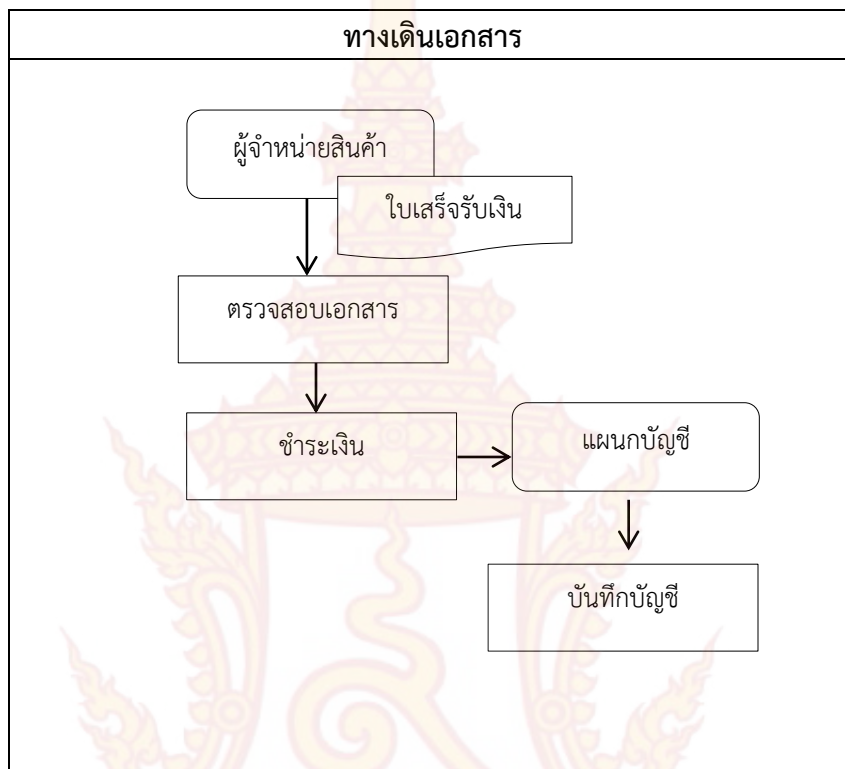 ทางเดินเอกสาร
ผู้จำหน่ายสินค้า
ใบเสร็จรับเงิน
ตรวจสอบเอกสาร
ชำระเงิน
แผนกบัญชี
บันทึกบัญชี